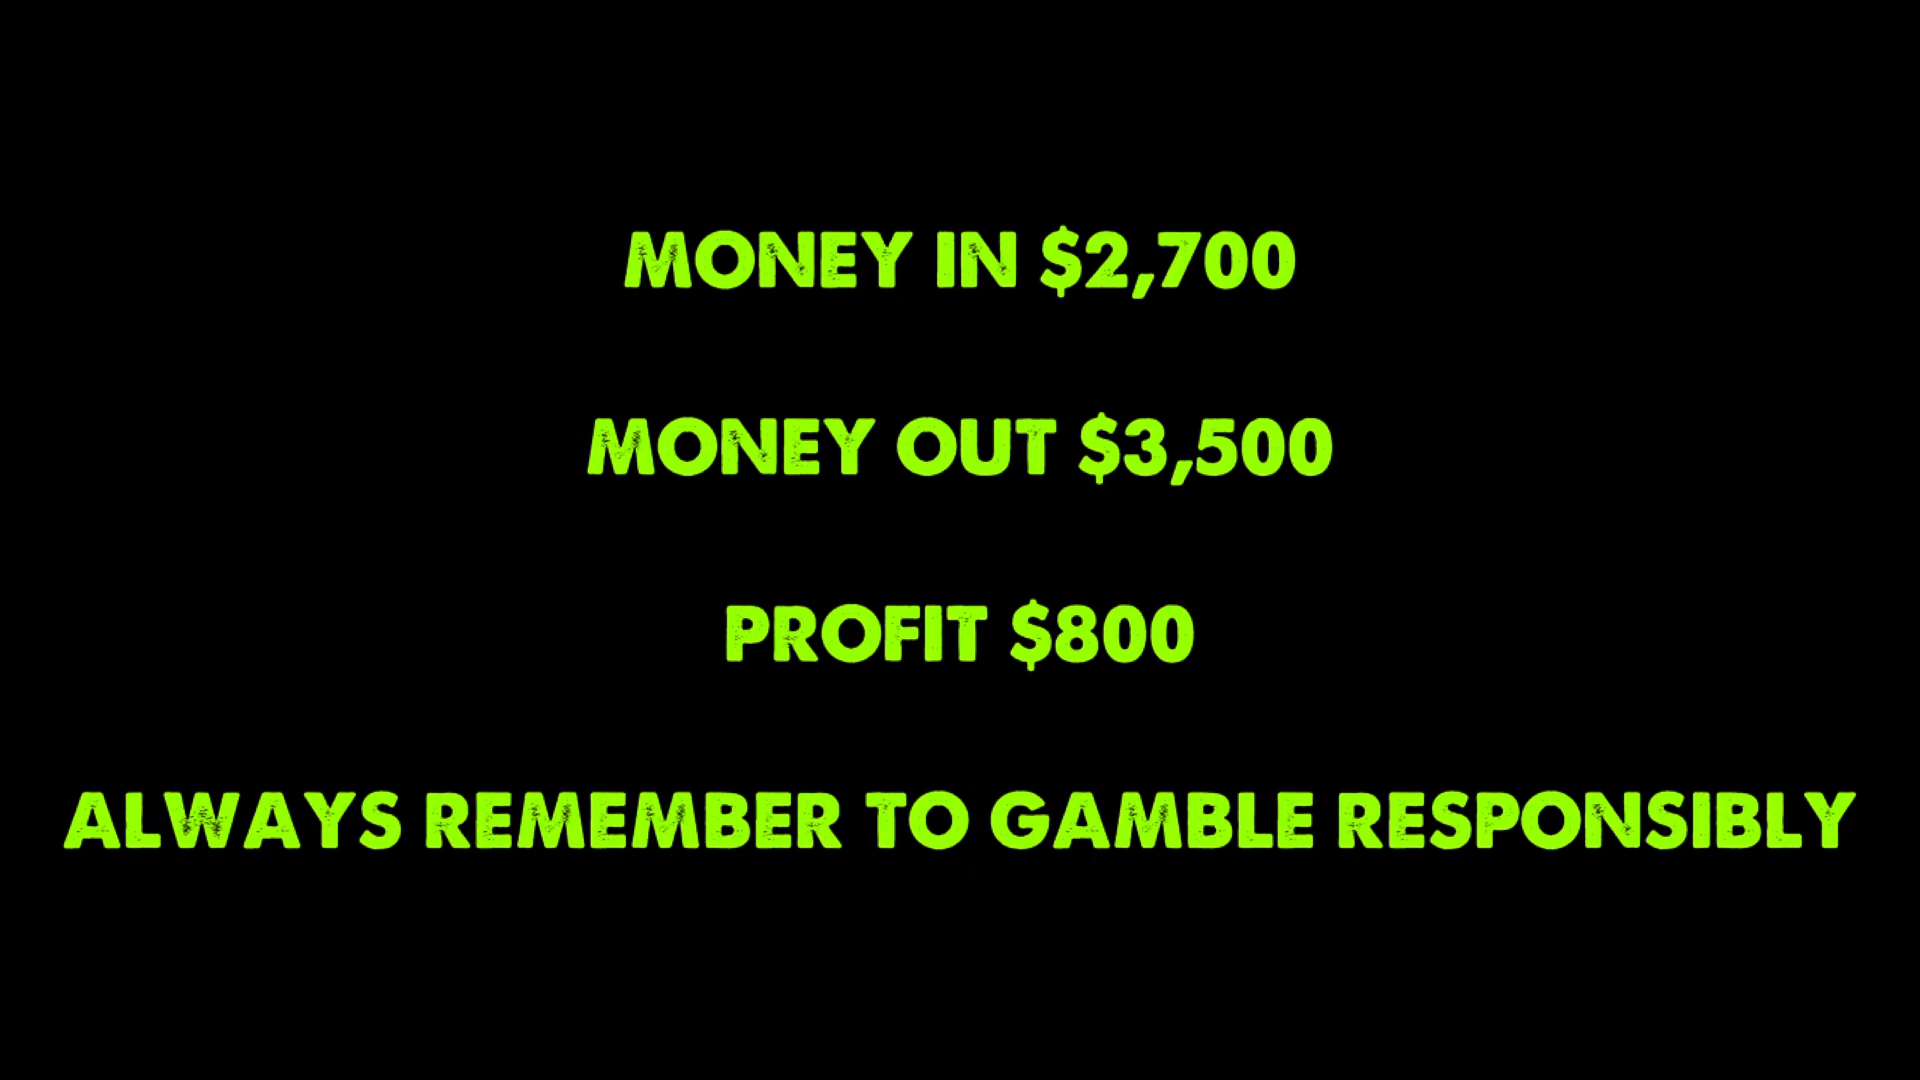 MONEY IN $2,700
MONEY OUT $3,500
PROFIT $800
ALWAYS REMEMBER TO GAMBLE RESPONSIBLY